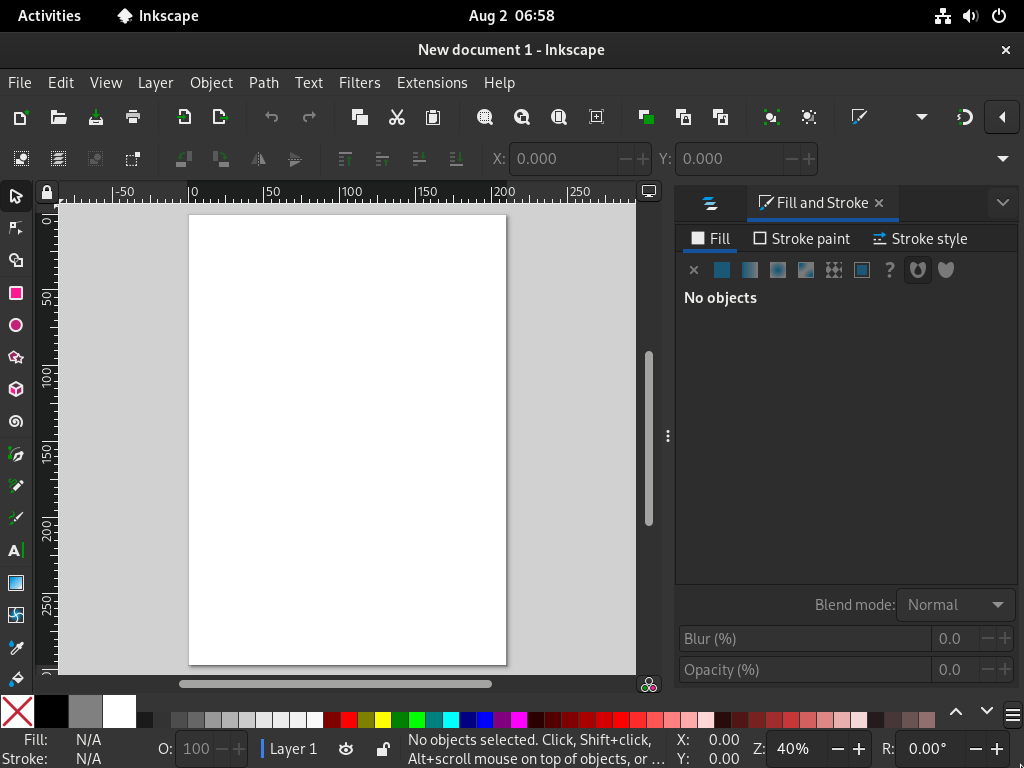 Activities Inkscape Aug 2 06:58
New document 1 - Inkscape
File Edit View Layer Object Path Text Filters Extensions Help
X: 0.000 Y: 0.000
-50 0 50 100 150 200 250
0
50
100
150
200
250
Fill and Stroke
Fill Stroke paint Stroke style
?
No objects
Blend mode: Normal
Blur (%) 0.0
Opacity (%) 0.0
Fill: N/A
Stroke: N/A
O: 100
Layer 1
No objects selected. Click, Shift+click,
Alt+scroll mouse on top of objects, or ...
X: 0.00
Y: 0.00
Z: 40%
R: 0.00°